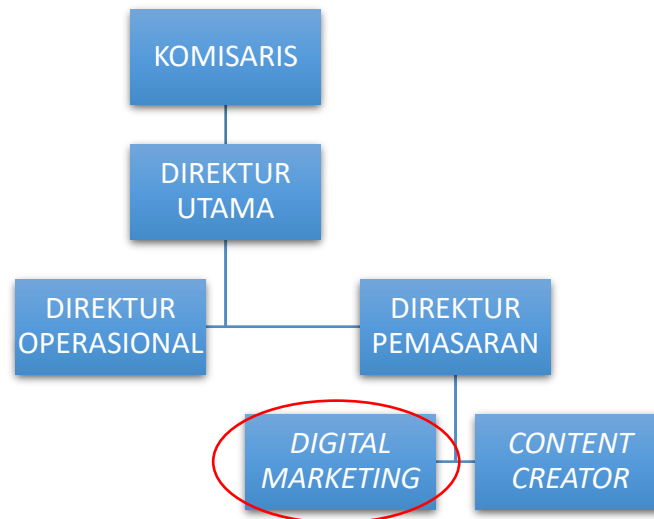 KOMISARIS
DIREKTUR
UTAMA
DIREKTUR
OPERASIONAL
DIREKTUR
PEMASARAN
DIGITAL
MARKETING
CONTENT
CREATOR